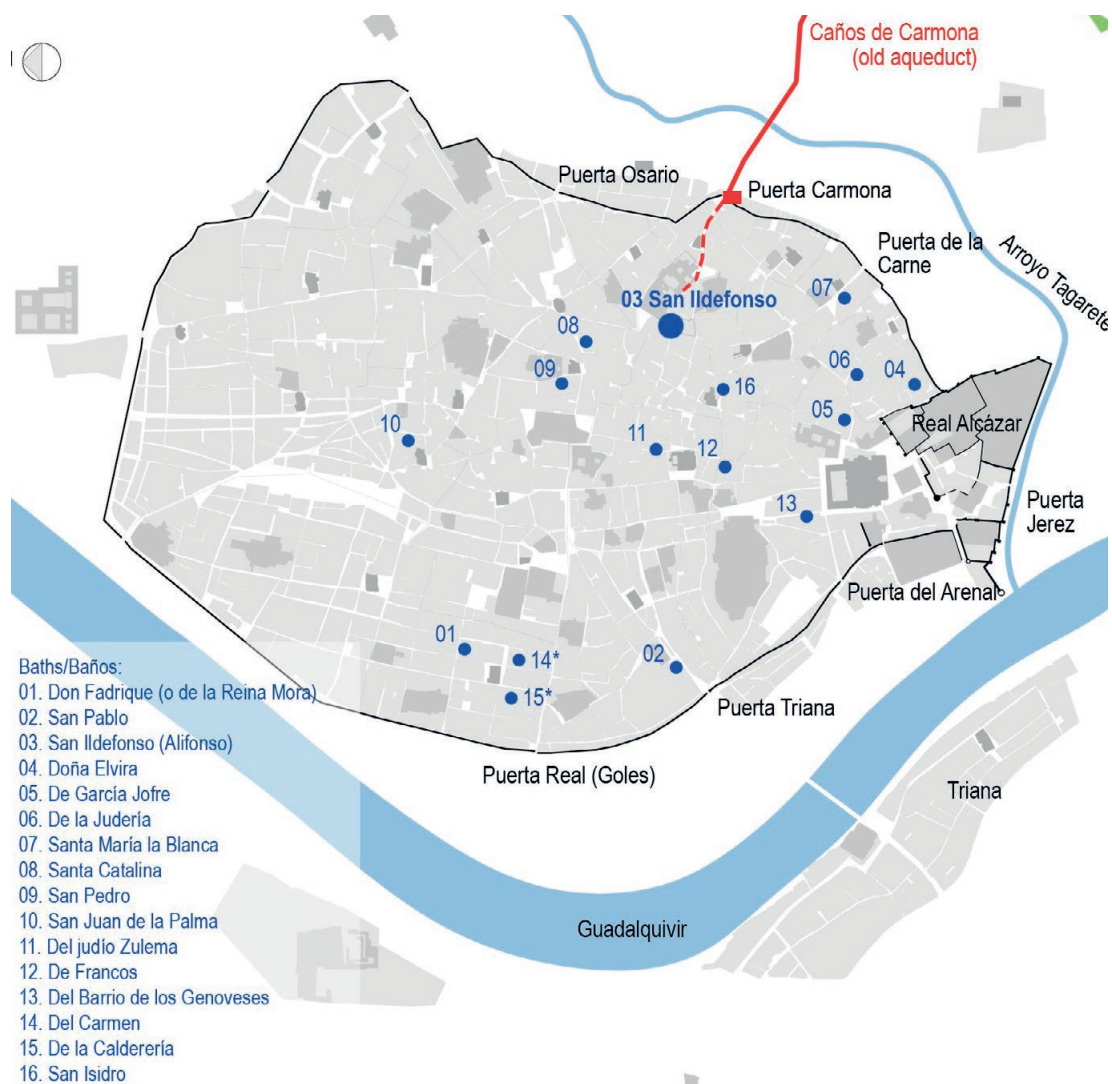 Caños de Carmona
(old aqueduct)
Puerta Osario
Puerta Carmona
Puerta de la
Carne
Arroyo Tagarete
03 San Ildefonso
07
08
09
16
06
04
05
Real Alcázar
10
11
12
13
Puerta
Jerez
Puerta del Arenal
01
14*
02
15*
Puerta Triana
Puerta Real (Goles)
Triana
Guadalquivir
Baths/Baños:
01. Don Fadrique (o de la Reina Mora)
02. San Pablo
03. San Ildefonso (Alifonso)
04. Doña Elvira
05. De García Jofre
06. De la Judería
07. Santa María la Blanca
08. Santa Catalina
09. San Pedro
10. San Juan de la Palma
11. Del judío Zulema
12. De Francos
13. Del Barrio de los Genoveses
14. Del Carmen
15. De la Calderería
16. San Isidro